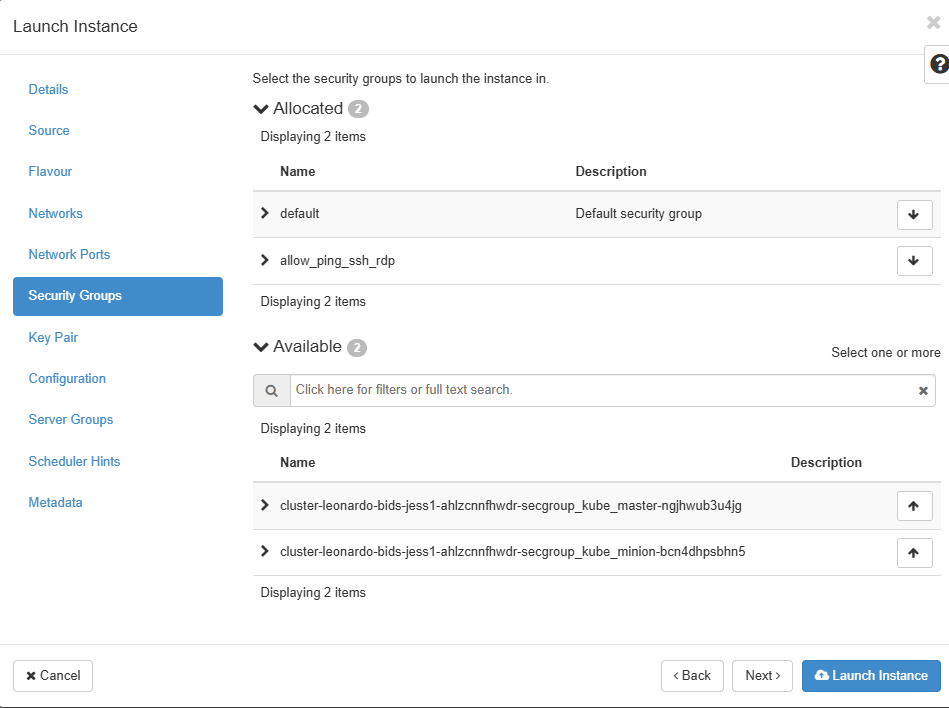 Launch Instance
Details
Source
Flavour
Networks
Network Ports
Security Groups
Key Pair
Configuration
Server Groups
Scheduler Hints
Metadata
Select the security groups to launch the instance in.
Allocated 2
Displaying 2 items
Name Description
default Default security group
allow_ping_ssh_rdp
Displaying 2 items
Available 2
Select one or more
Click here for filters or full text search.
Displaying 2 items
Name Description
cluster-leonardo-bids-jess1-ahlzcnnfhwdr-secgroup_kube_master-ngjhwub3u4jg
cluster-leonardo-bids-jess1-ahlzcnnfhwdr-secgroup_kube_minion-bcn4dhpsbhn5
Displaying 2 items
Cancel
Back
Next
Launch Instance